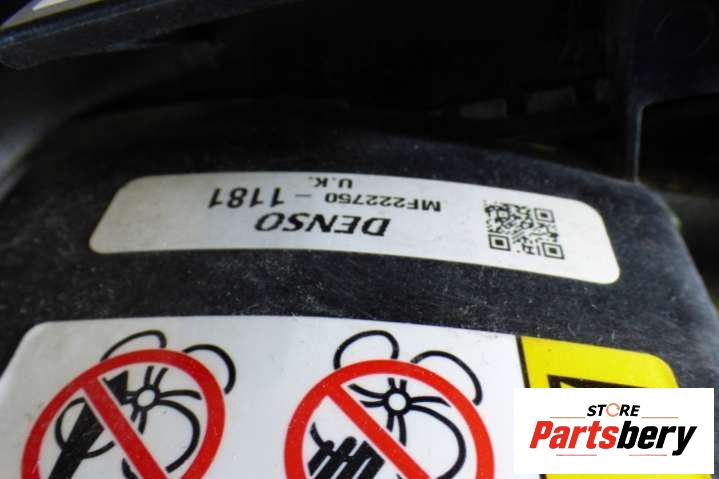 DENSO
MF222750-1181
U.K.
STORE
Partsbery